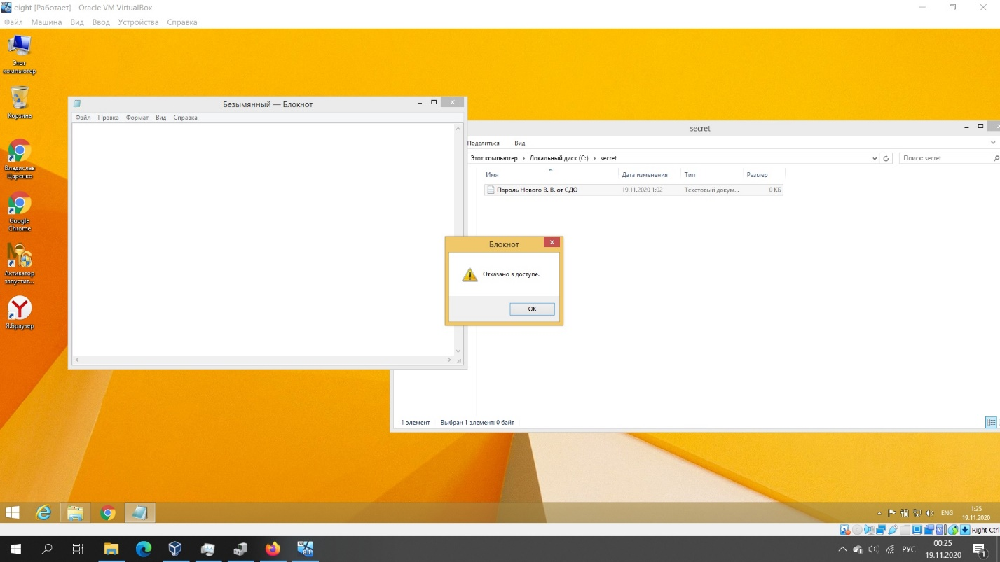 eight [Работает] - Oracle VM VirtualBox
Файл Машина Вид Ввод Устройства Справка
Этот
компьютер
Корзина
Владислав
Царенко
Google
Chrome
Активатор
запустит...
Я.Браузер
Безымянный — Блокнот
Файл Правка Формат Вид Справка
secret
Поделиться Вид
Этот компьютер Локальный диск (C:) secret
Поиск: secret
Имя Дата изменения Тип Размер
Пароль Нового В. В. от СДО 19.11.2020 1:02 Текстовый докум... 0 КБ
Блокнот
Отказано в доступе.
ОК
1 элемент Выбран 1 элемент: 0 байт
ENG
1:25
19.11.2020
Right Ctrl
РУС
00:25
19.11.2020
1